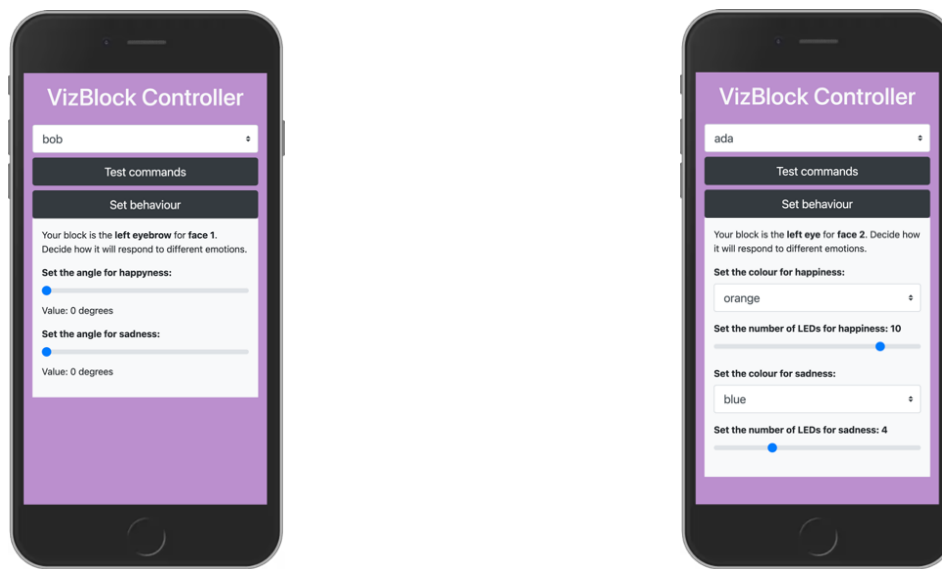 VizBlock Controller
bob
Test commands
Set behaviour
Your block is the left eyebrow for face 1.
Decide how it will respond to different emotions.
Set the angle for happyness:
Value: 0 degrees
Set the angle for sadness:
Value: 0 degrees
VizBlock Controller
ada
Test commands
Set behaviour
Your block is the left eye for face 2. Decide how
it will respond to different emotions.
Set the colour for happiness:
orange
Set the number of LEDs for happiness: 10
Set the colour for sadness:
blue
Set the number of LEDs for sadness: 4